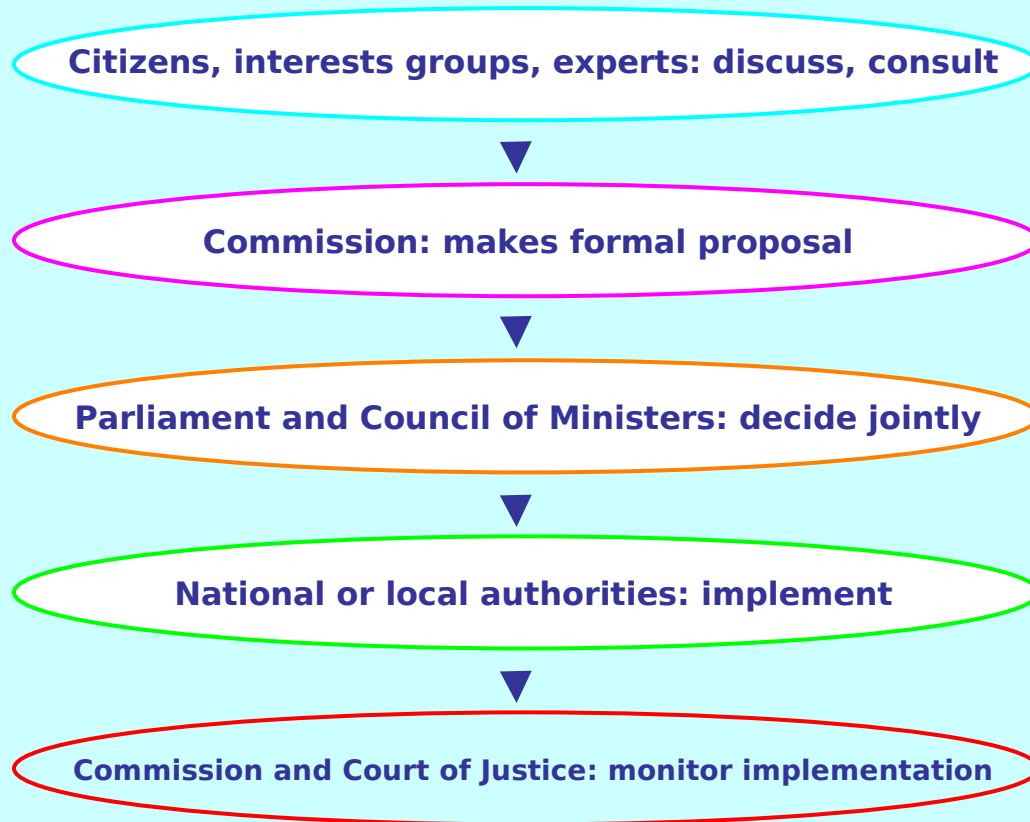 Citizens, interests groups, experts: discuss, consult
Commission: makes formal proposal
Parliament and Council of Ministers: decide jointly
National or local authorities: implement
Commission and Court of Justice: monitor implementation